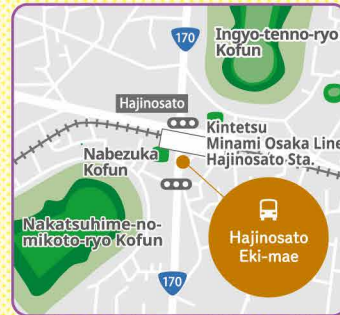 170
Ingyo-tenno-ryo
Kofun
Hajinosato
Kintetsu
Minami Osaka Line
Hajinosato Sta.
Nabezuka
Kofun
Nakatsuhime-no-
mikoto-ryo Kofun
Hajinosato
Eki-mae
170